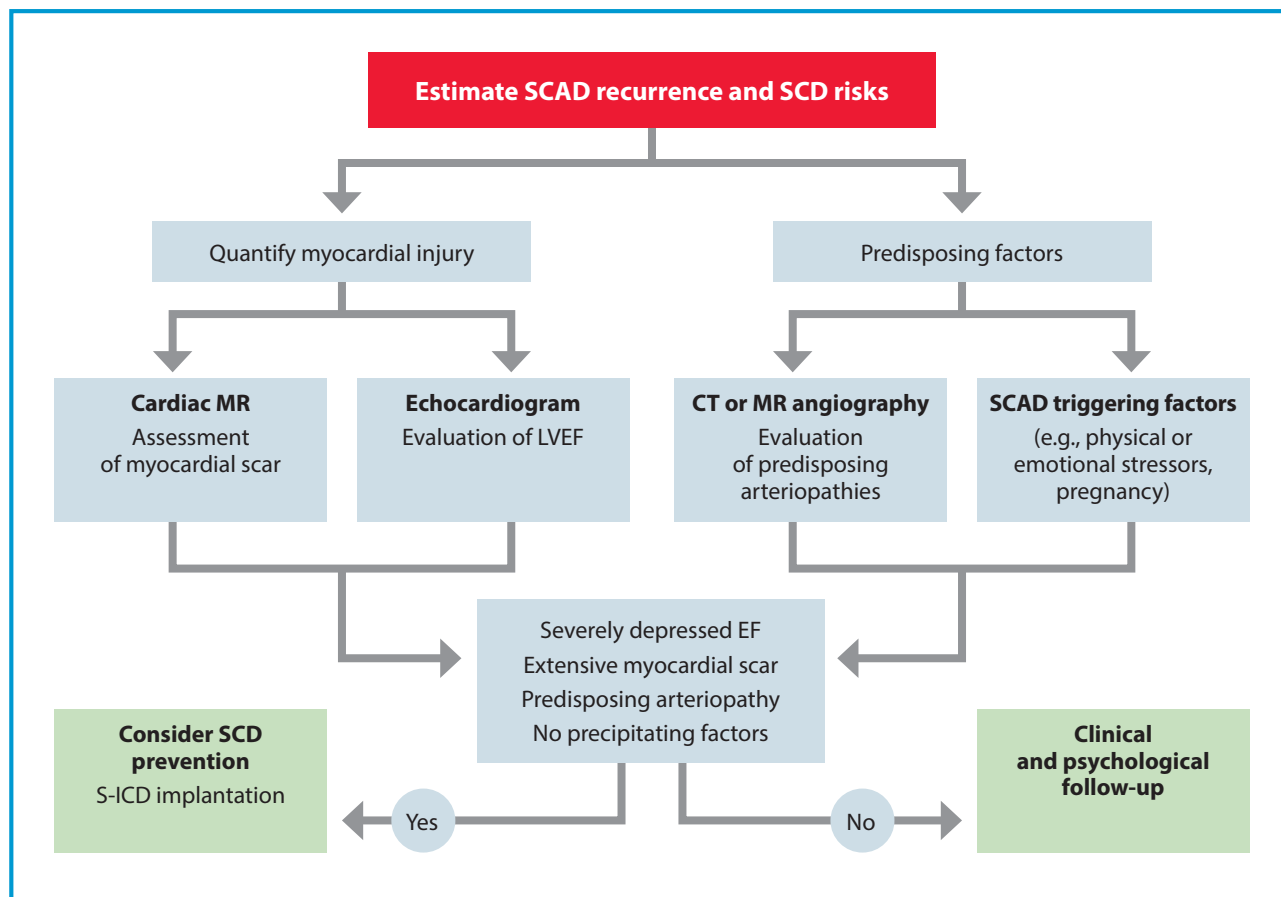 Estimate SCAD recurrence and SCD risks
Quantify myocardial injury
Predisposing factors
Cardiac MR
Assessment
of myocardial scar
Echocardiogram
Evaluation of LVEF
CT or MR angiography
Evaluation
of predisposing
arteriopathies
SCAD triggering factors
(e.g., physical or
emotional stressors,
pregnancy)
Severely depressed EF
Extensive myocardial scar
Predisposing arteriopathy
No precipitating factors
Consider SCD
prevention
S-ICD implantation
Clinical
and psychological
follow-up
Yes
No